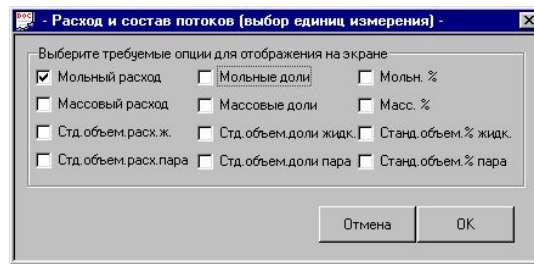 - Расход и состав потоков (выбор единиц измерения) -
Выберите требуемые опции для отображения на экране
Мольный расход Мольные доли Мольн. %
Массовый расход Массовые доли Масс. %
Стд.объем.расх.ж. Стд.объем.доли жидк. Станд.объем.% жидк.
Стд.объем.расх.пара Стд.объем.доли пара Станд.объем.% пара
Отмена OK